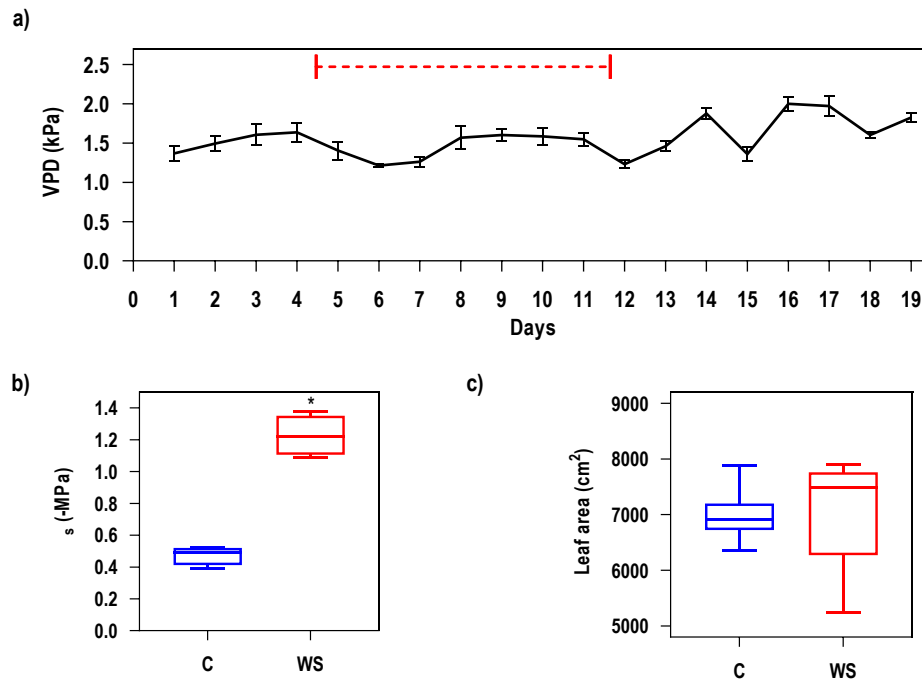 a)
2.5
2.0
1.5
1.0
0.5
0.0
VPD (kPa)
0 1 2 3 4 5 6 7 8 9 10 11 12 13 14 15 16 17 18 19
Days
b)
1.4
1.2
1.0
0.8
0.6
0.4
0.2
0.0
s (-MPa)
*
C WS
c)
9000
8000
7000
6000
5000
Leaf area (cm²)
C WS